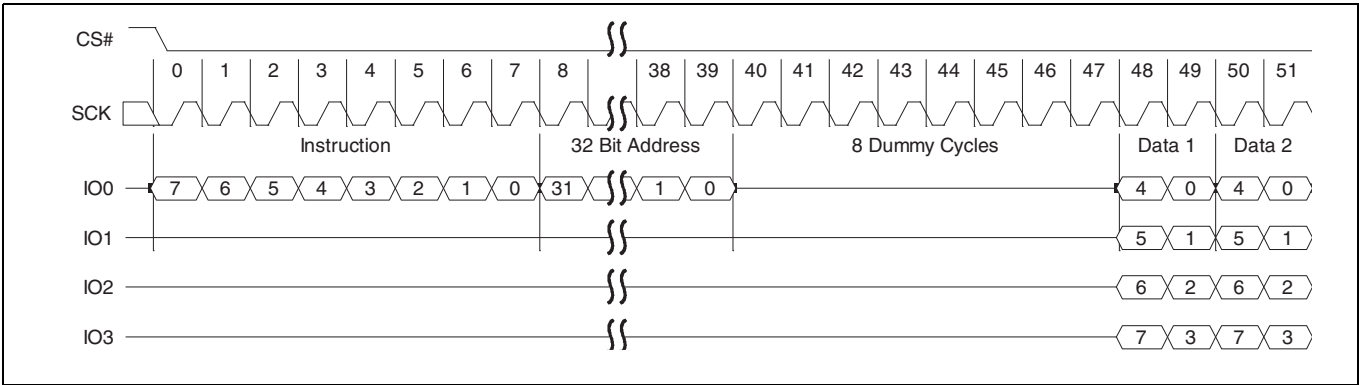 CS#
0 1 2 3 4 5 6 7 8 38 39 40 41 42 43 44 45 46 47 48 49 50 51
SCK
Instruction 32 Bit Address 8 Dummy Cycles Data 1 Data 2
IO0 7 6 5 4 3 2 1 0 31 1 0 4 0 4 0
IO1 5 1 5 1
IO2 6 2 6 2
IO3 7 3 7 3